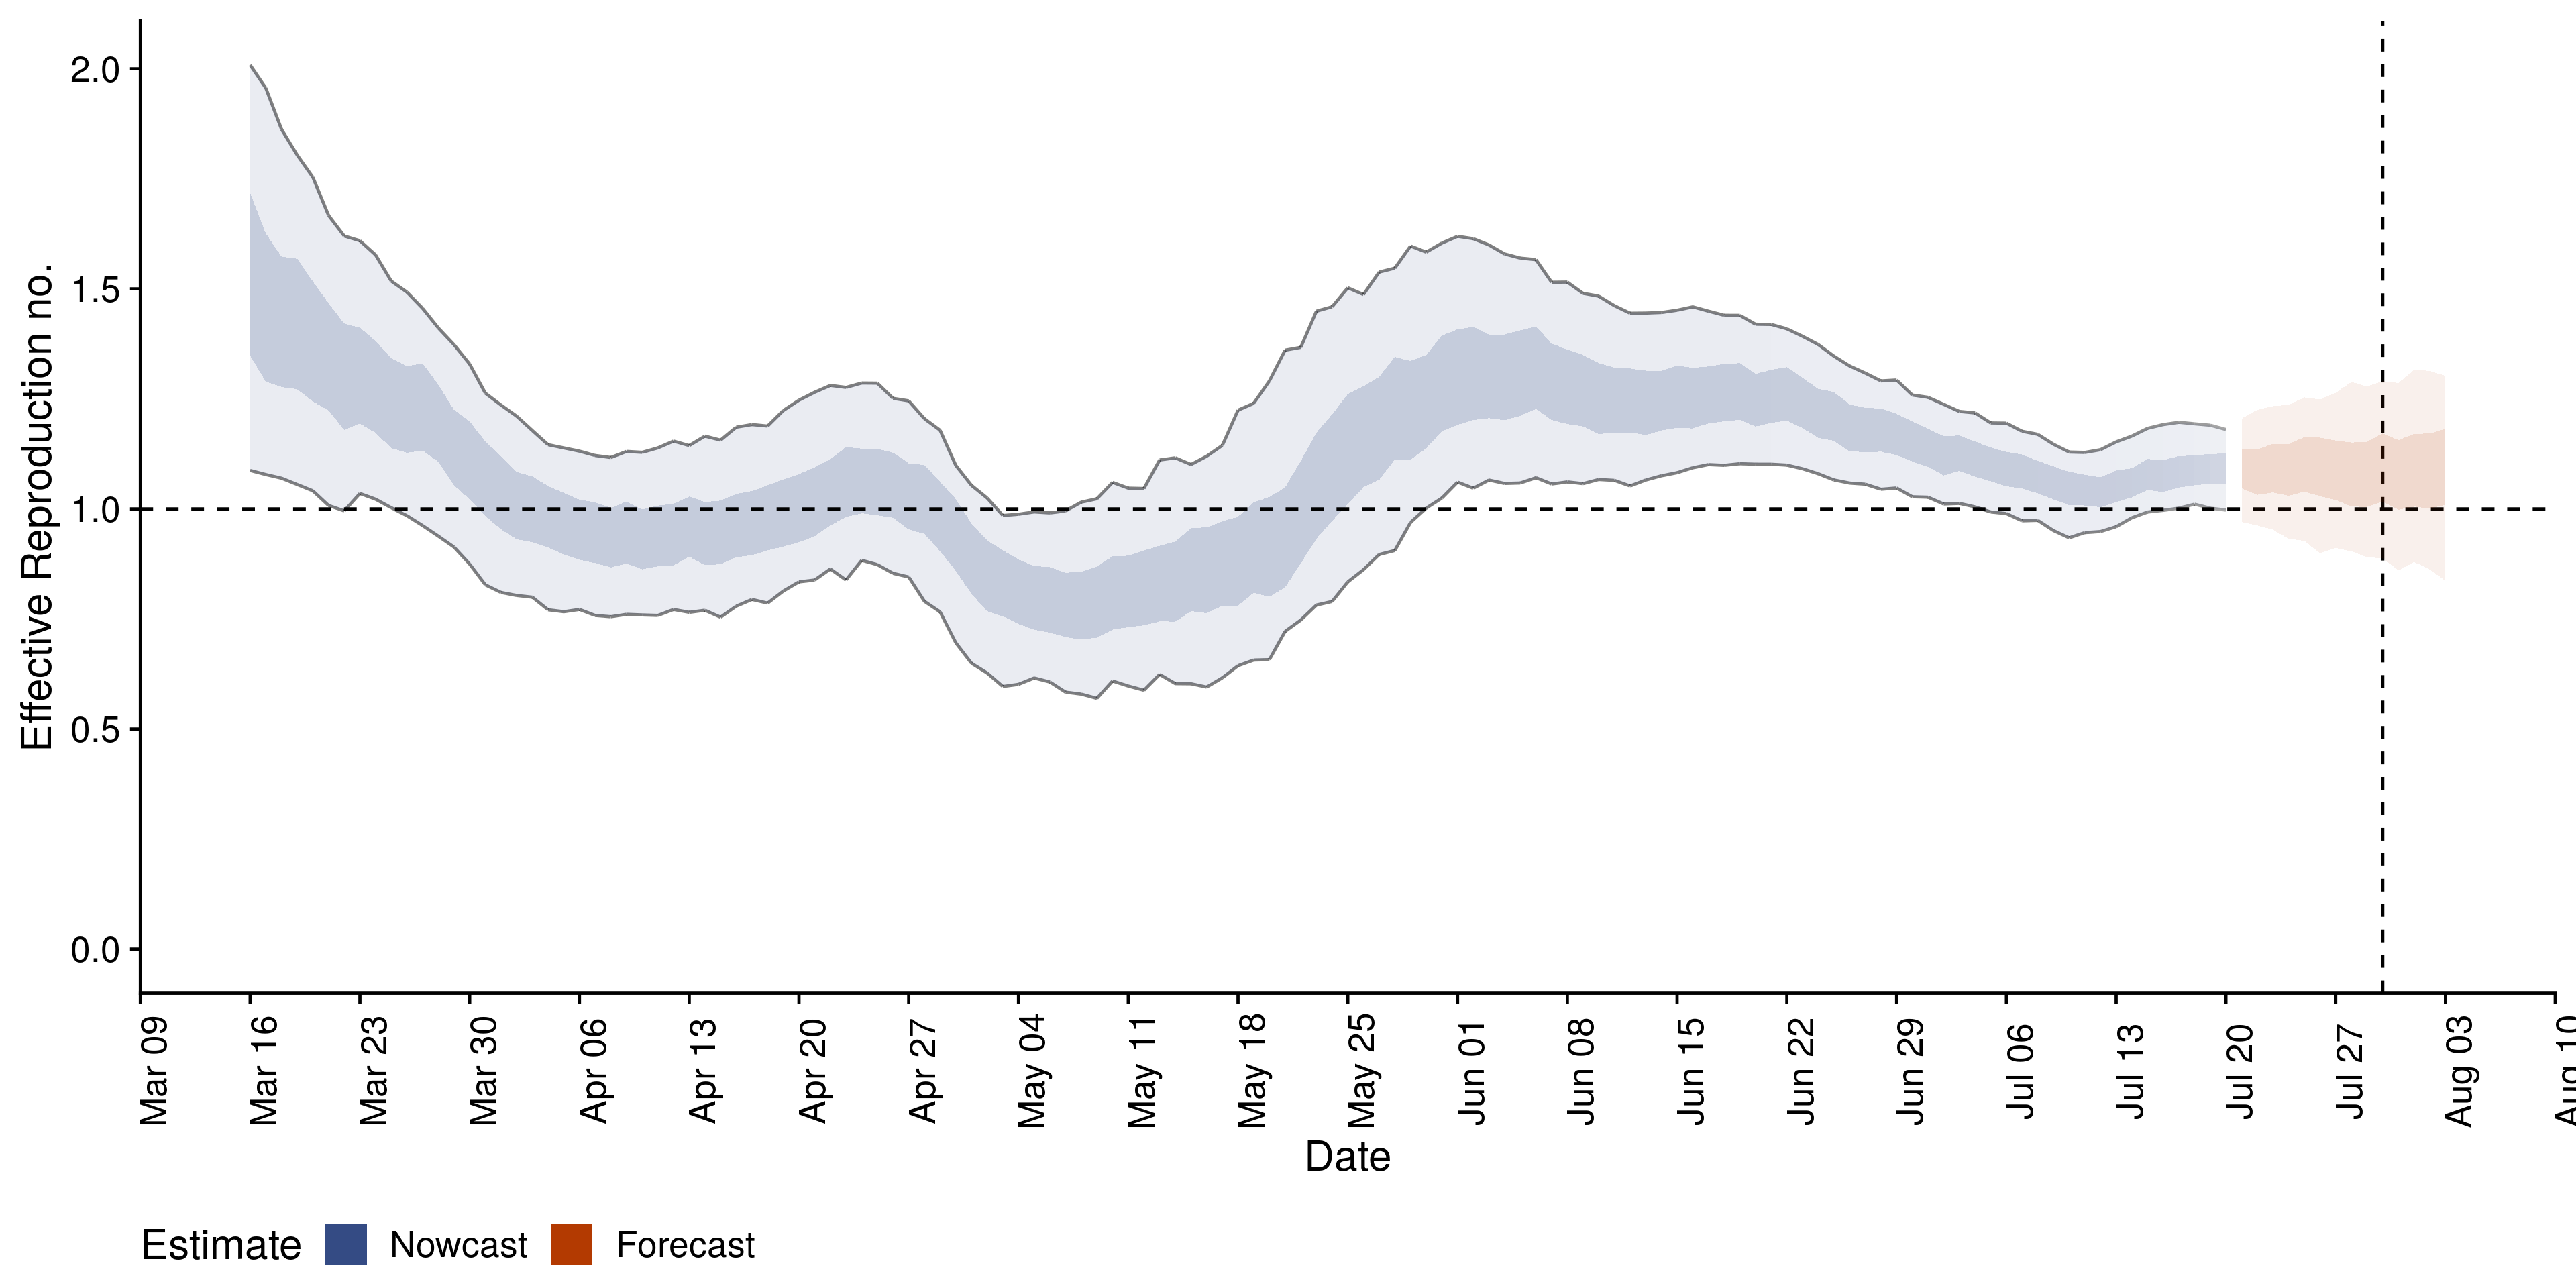 Effective Reproduction no.
2.0
1.5
1.0
0.5
0.0
Mar 09
Mar 16
Mar 23
Mar 30
Apr 06
Apr 13
Apr 20
Apr 27
May 04
May 11
May 18
May 25
Jun 01
Jun 08
Jun 15
Jun 22
Jun 29
Jul 06
Jul 13
Jul 20
Jul 27
Aug 03
Aug 10
Date
Estimate Nowcast Forecast